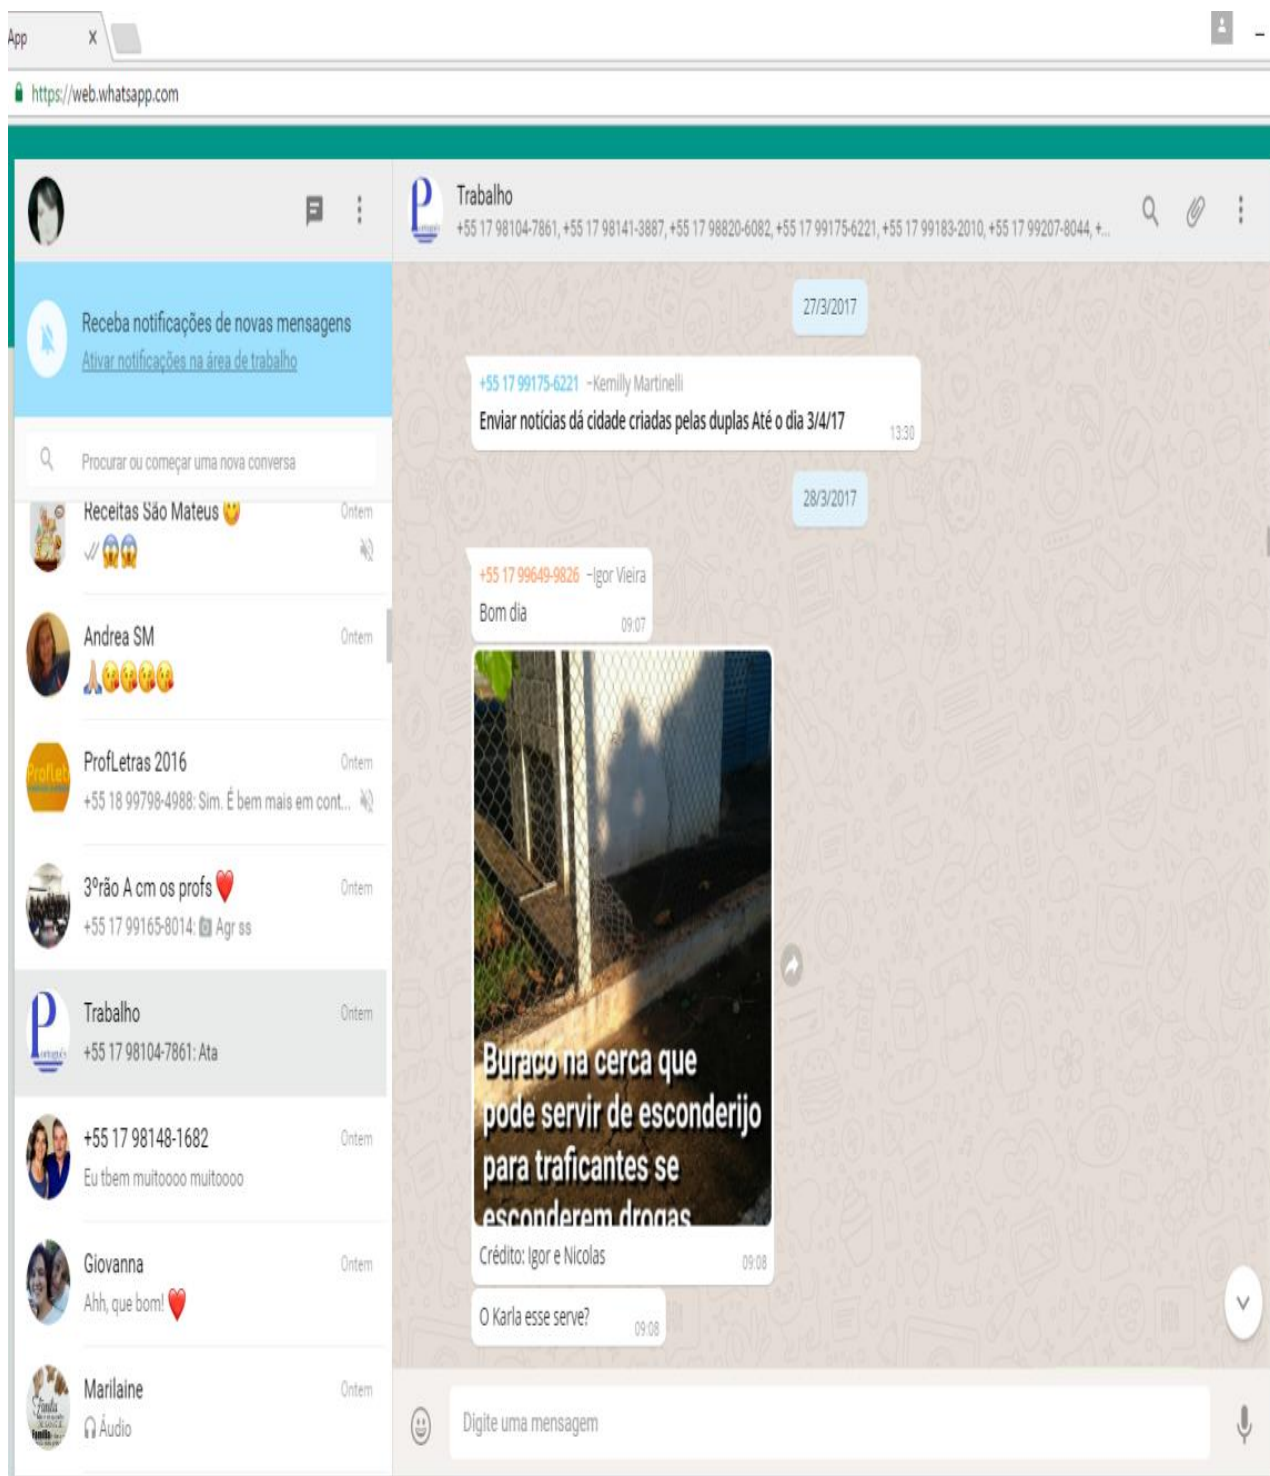 App x
https://web.whatsapp.com
Trabalho
+55 17 98104-7861, +55 17 98141-3887, +55 17 98820-6082, +55 17 99175-6221, +55 17 99183-2010, +55 17 99207-8044, +...
Receba notificações de novas mensagens
Ativar notificações na área de trabalho
Procurar ou começar uma nova conversa
Receitas São Mateus 😋 Ontem
😱😱
Andrea SM Ontem
🙏🏻😘😘😘😘
ProfLetras 2016 Ontem
+55 18 99798-4988: Sim. É bem mais em cont...
3ºrão A cm os profs ❤️ Ontem
+55 17 99165-8014: 📷 Agr ss
Trabalho Ontem
+55 17 98104-7861: Ata
+55 17 98148-1682 Ontem
Eu tbem muitoooo muitoooo
Giovanna Ontem
Ahh, que bom! ❤️
Marilaine Ontem
Áudio
27/3/2017
+55 17 99175-6221 ~Kemilly Martinelli
Enviar notícias dá cidade criadas pelas duplas Até o dia 3/4/17 13:30
28/3/2017
+55 17 99649-9826 ~Igor Vieira
Bom dia 09:07
Buraco na cerca que
pode servir de esconderijo
para traficantes se
esconderem drogas
Crédito: Igor e Nicolas 09:08
O Karla esse serve? 09:08
Digite uma mensagem